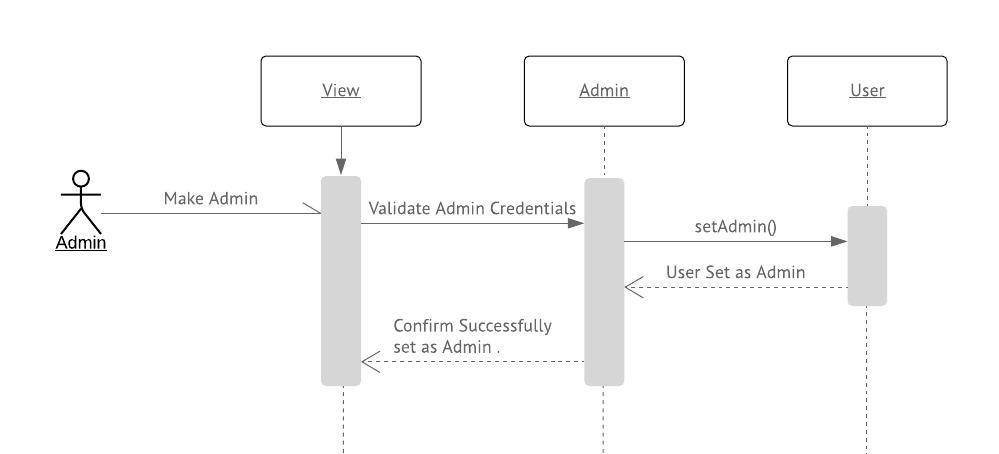 View
Admin
User
Make Admin
Validate Admin Credentials
Admin
setAdmin()
User Set as Admin
Confirm Successfully
set as Admin .